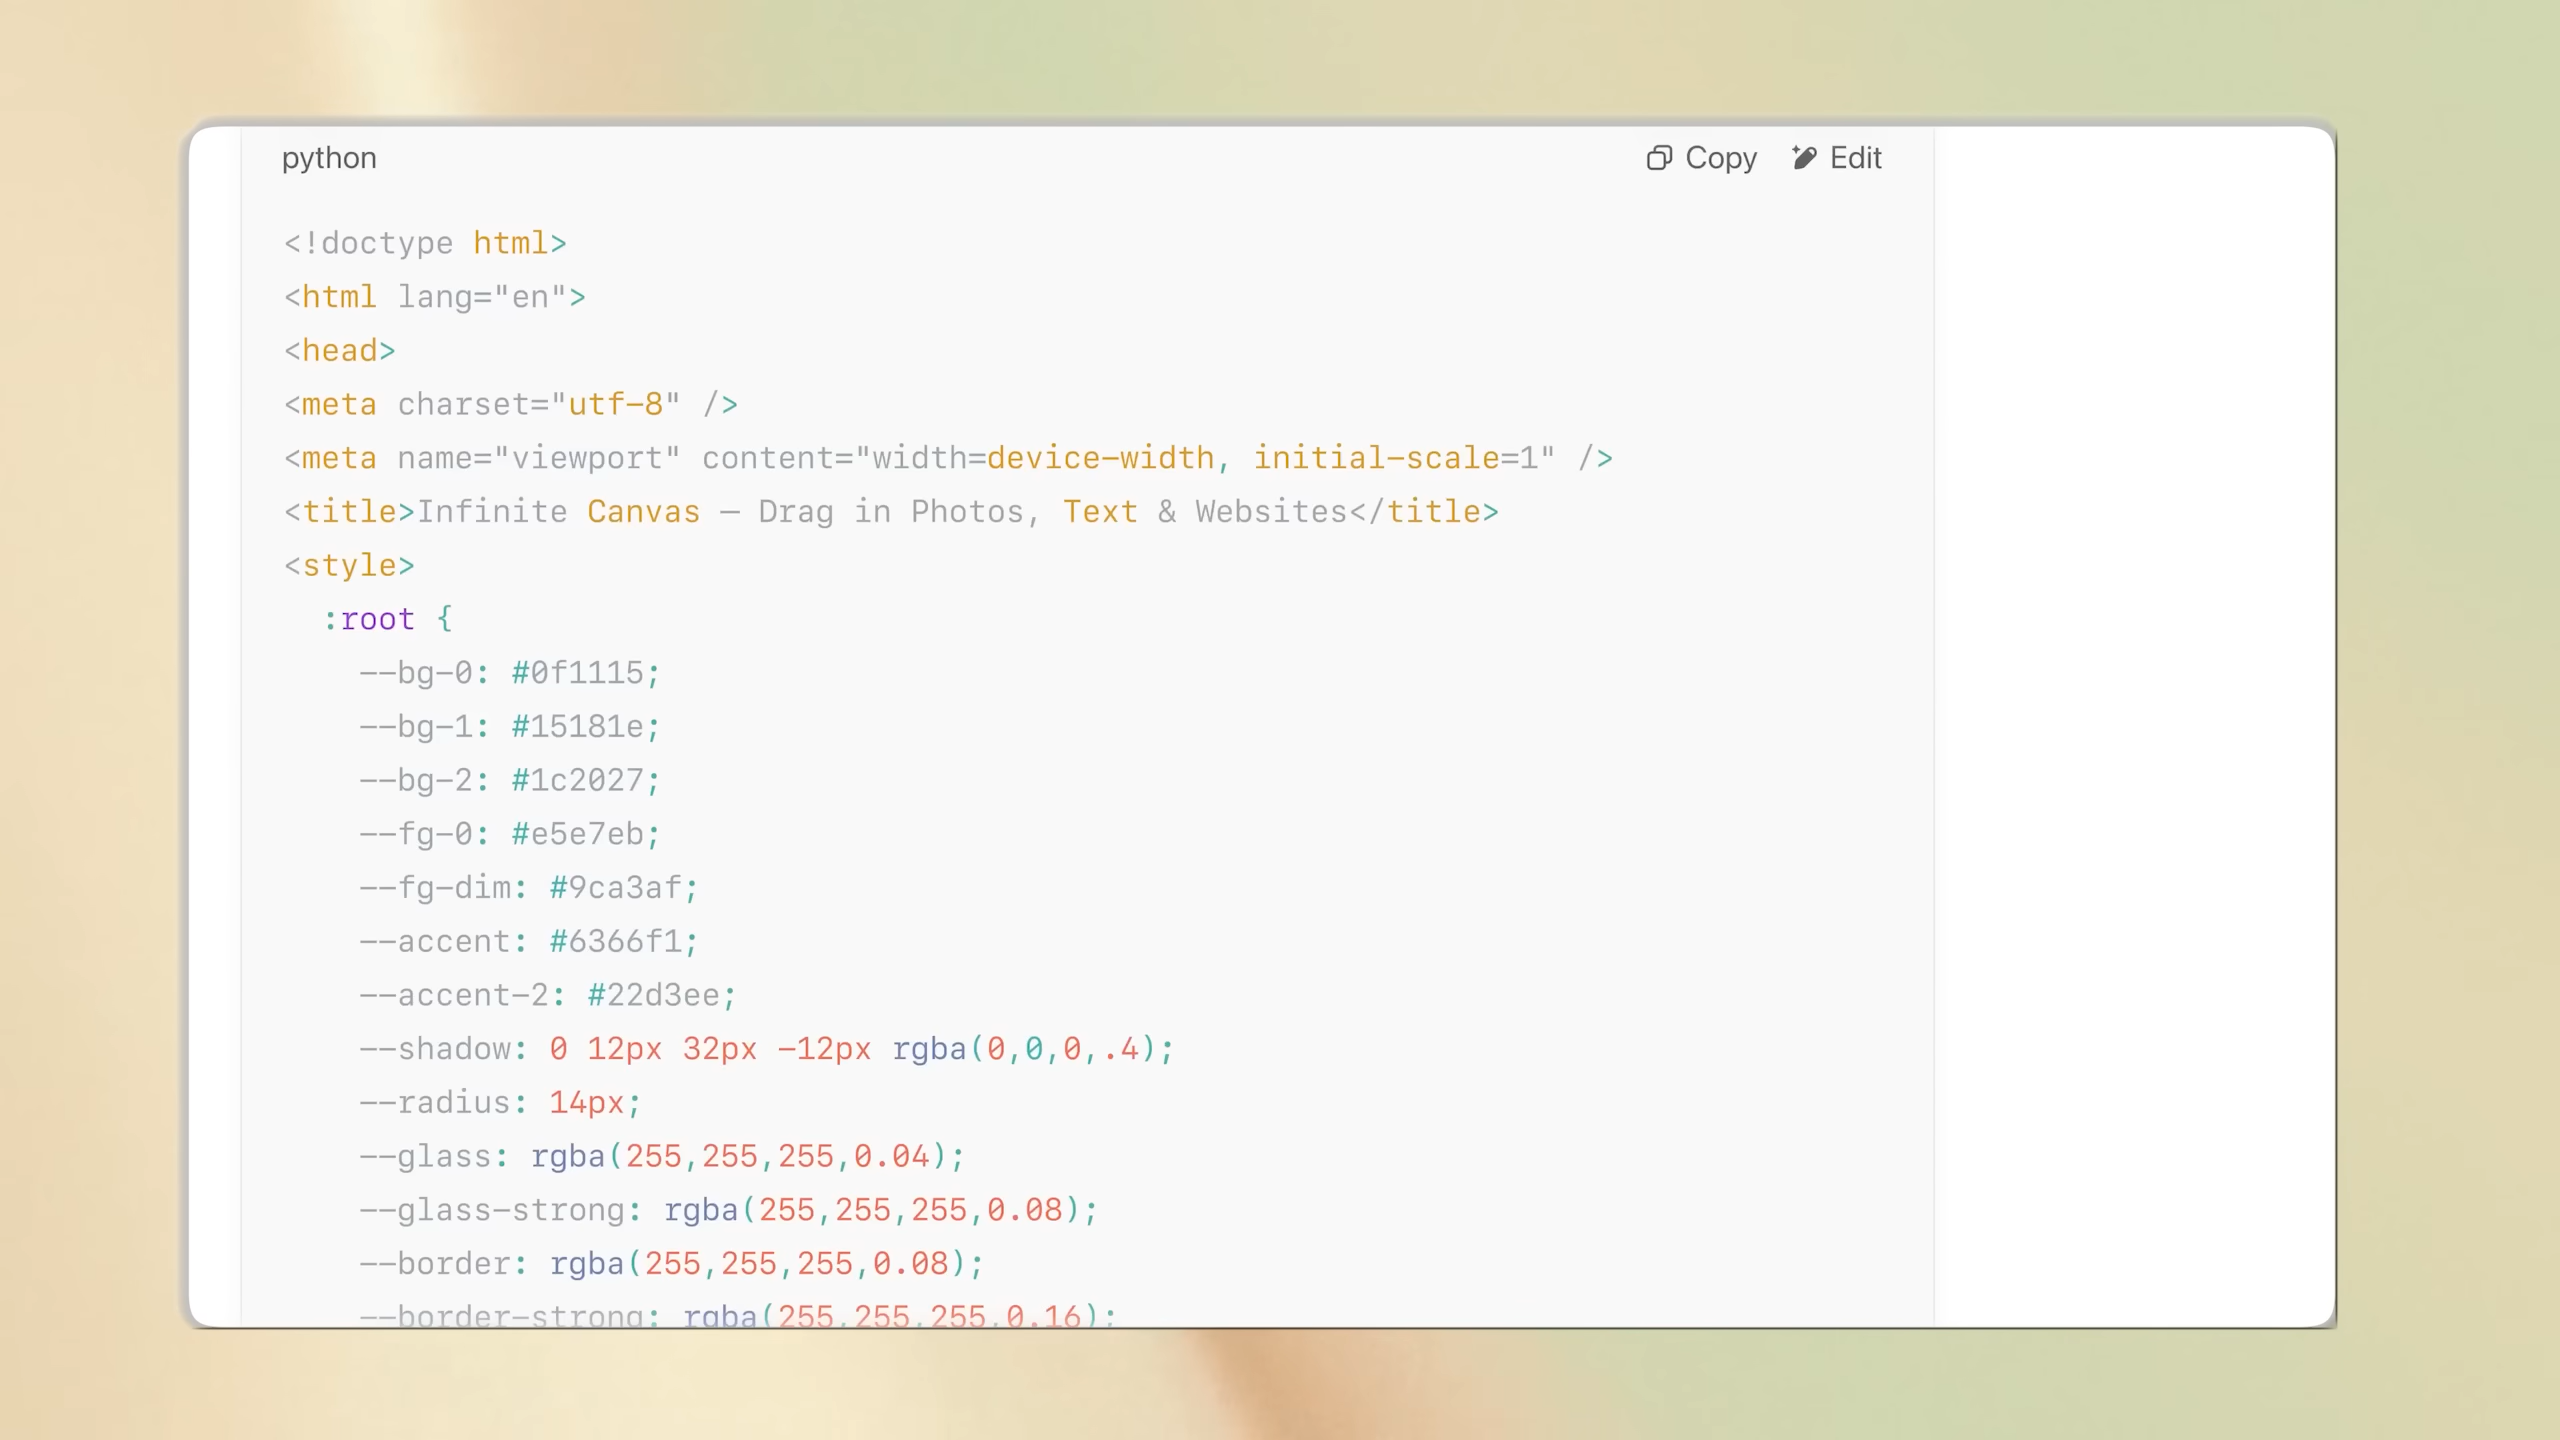 python
Copy Edit
<!doctype html>
<html lang="en">
<head>
<meta charset="utf-8" />
<meta name="viewport" content="width=device-width, initial-scale=1" />
<title>Infinite Canvas — Drag in Photos, Text & Websites</title>
<style>
  :root {
    --bg-0: #0f1115;
    --bg-1: #15181e;
    --bg-2: #1c2027;
    --fg-0: #e5e7eb;
    --fg-dim: #9ca3af;
    --accent: #6366f1;
    --accent-2: #22d3ee;
    --shadow: 0 12px 32px -12px rgba(0,0,0,.4);
    --radius: 14px;
    --glass: rgba(255,255,255,0.04);
    --glass-strong: rgba(255,255,255,0.08);
    --border: rgba(255,255,255,0.08);
    --border-strong: rgba(255,255,255,0.16);